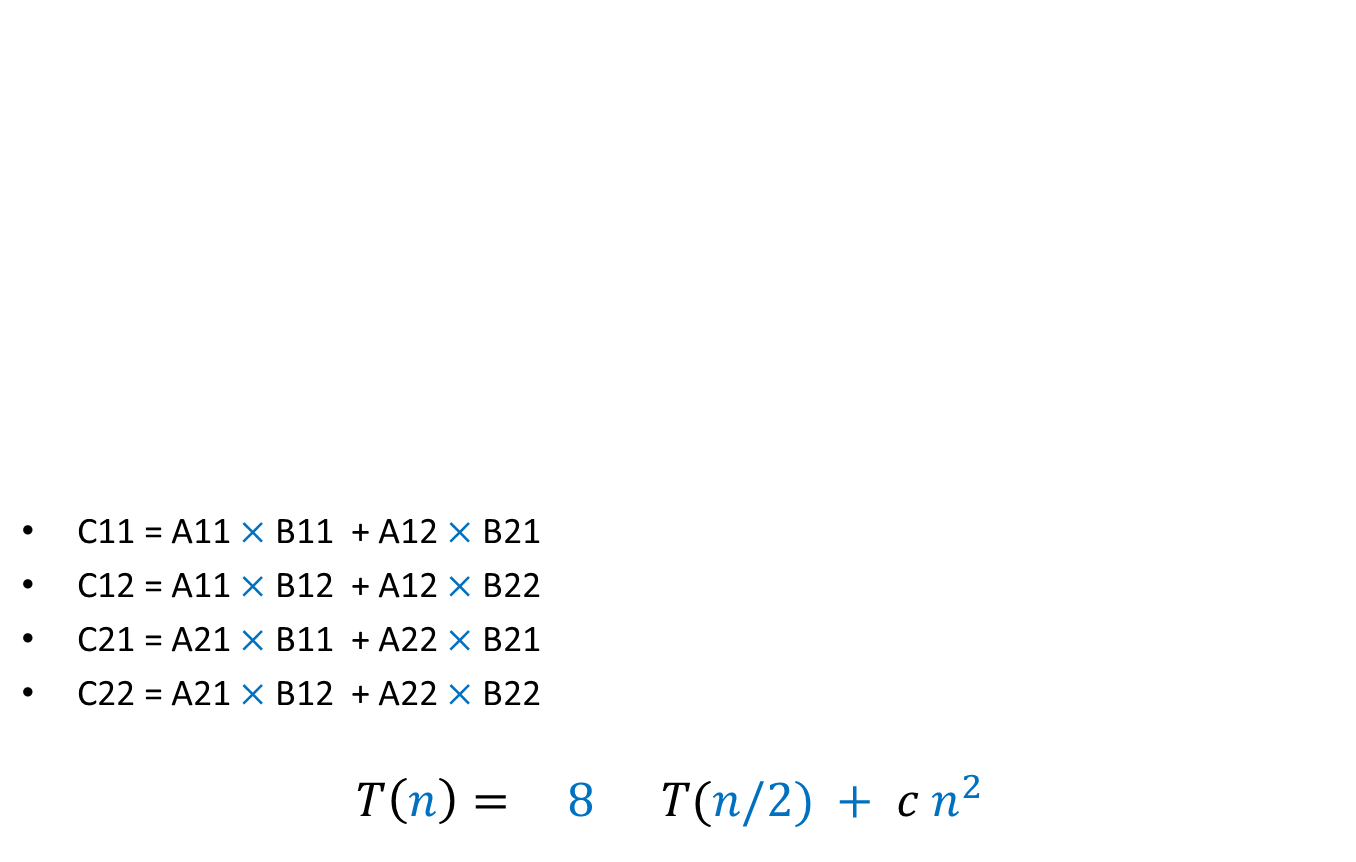 • C11 = A11 × B11 + A12 × B21
• C12 = A11 × B12 + A12 × B22
• C21 = A21 × B11 + A22 × B21
• C22 = A21 × B12 + A22 × B22
T(n) = 8 T(n/2) + c n²